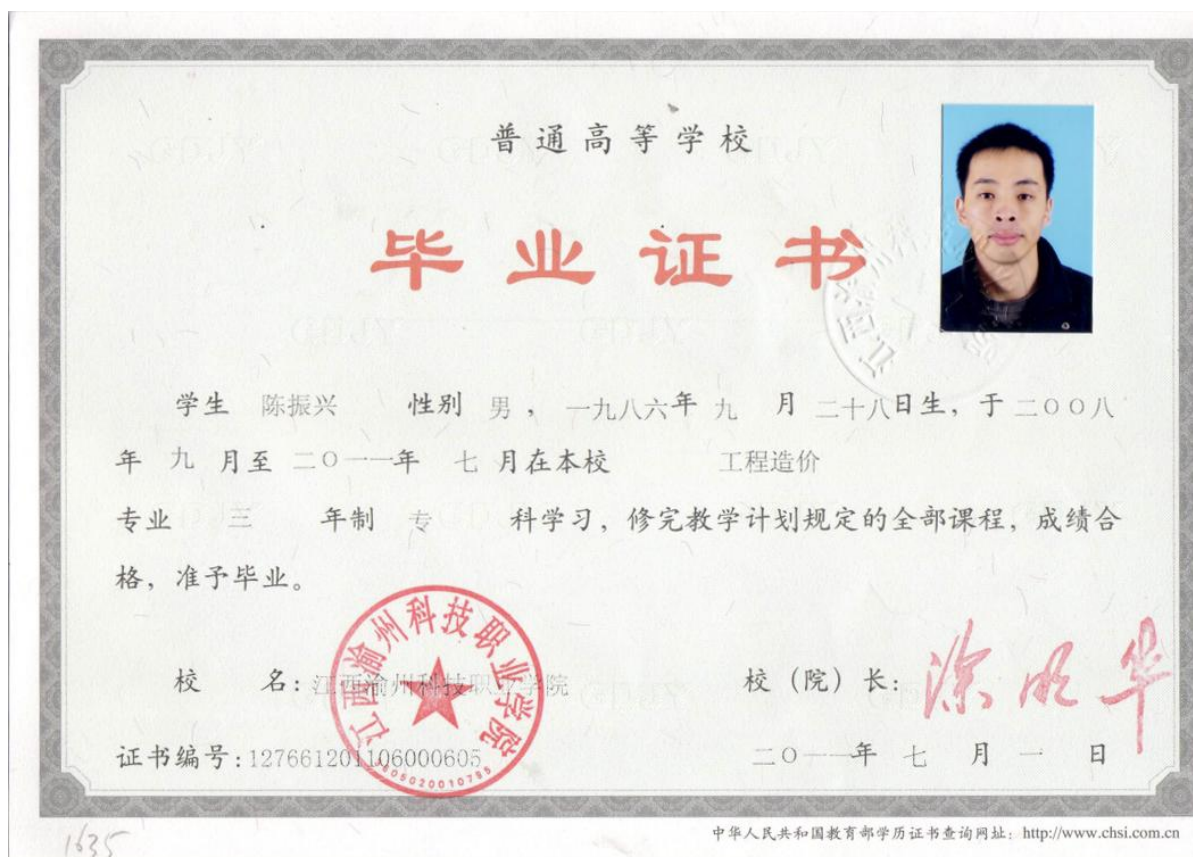 普通高等学校
毕业证书
学生 陈振兴 性别 男 ， 一九八六年 九 月 二十八日生，于 二〇〇八
年 九 月至 二〇一一年 七 月在本校 工程造价
专业 三 年制 专 科学习，修完教学计划规定的全部课程，成绩合
格，准予毕业。
江西渝州科技职业学院
校 名：江西渝州科技职业学院 校（院）长：涂明华
证书编号：127661201106000605 二〇一一年 七 月 一 日
3605020010795
1635 中华人民共和国教育部学历证书查询网址：http://www.chsi.com.cn